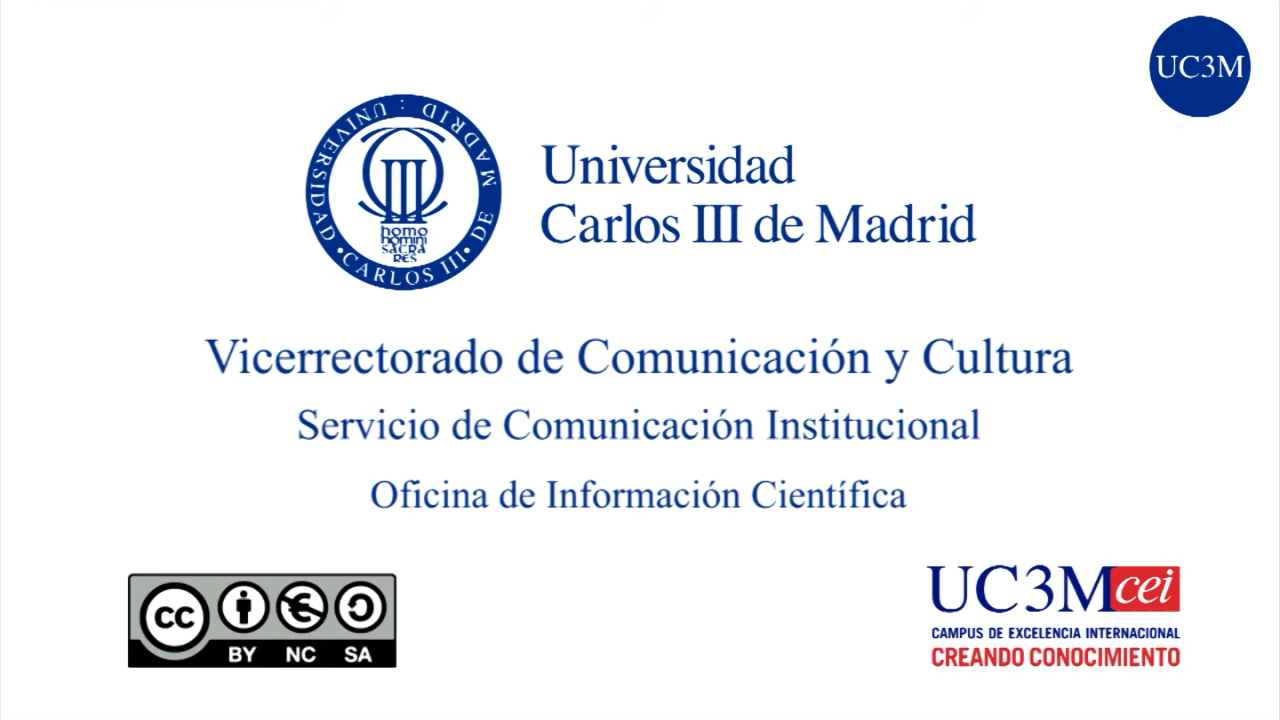 UC3M
UNIVERSIDAD • CARLOS III • DE MADRID :
homo
homini
SACRA
RES
Universidad
Carlos III de Madrid
Vicerrectorado de Comunicación y Cultura
Servicio de Comunicación Institucional
Oficina de Información Científica
cc
BY NC SA
UC3M cei
CAMPUS DE EXCELENCIA INTERNACIONAL
CREANDO CONOCIMIENTO